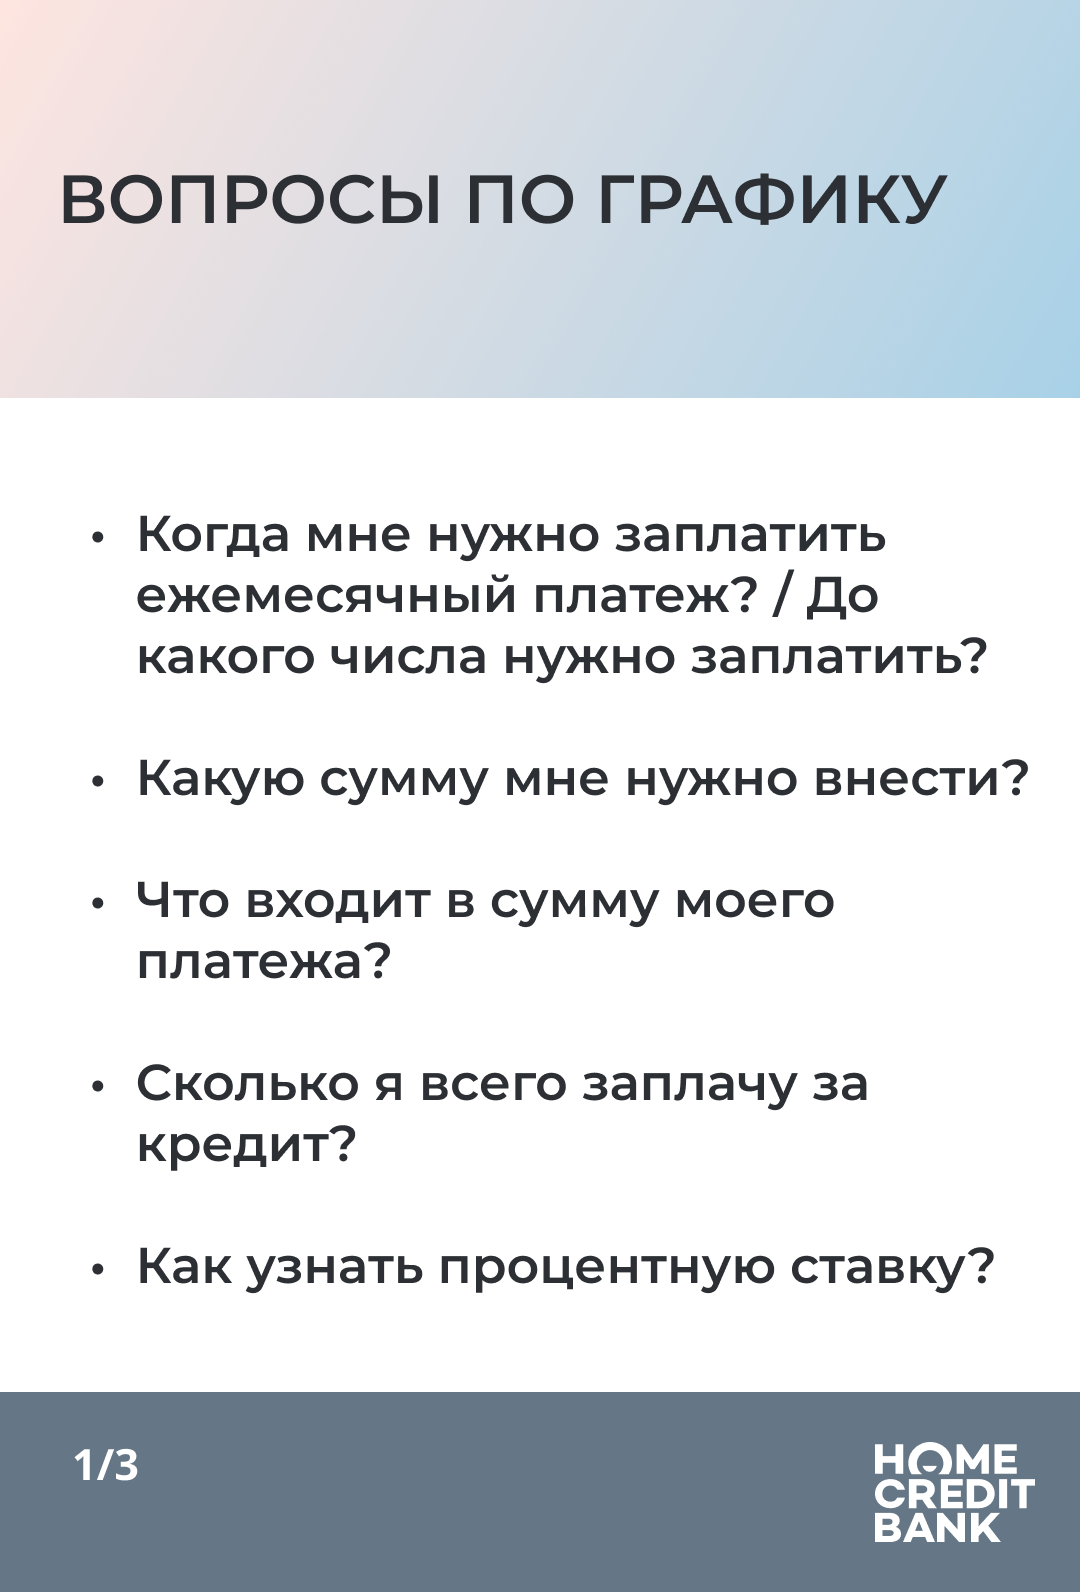 ВОПРОСЫ ПО ГРАФИКУ
• Когда мне нужно заплатить
ежемесячный платеж? / До
какого числа нужно заплатить?
• Какую сумму мне нужно внести?
• Что входит в сумму моего
платежа?
• Сколько я всего заплачу за
кредит?
• Как узнать процентную ставку?
1/3
HOME
CREDIT
BANK